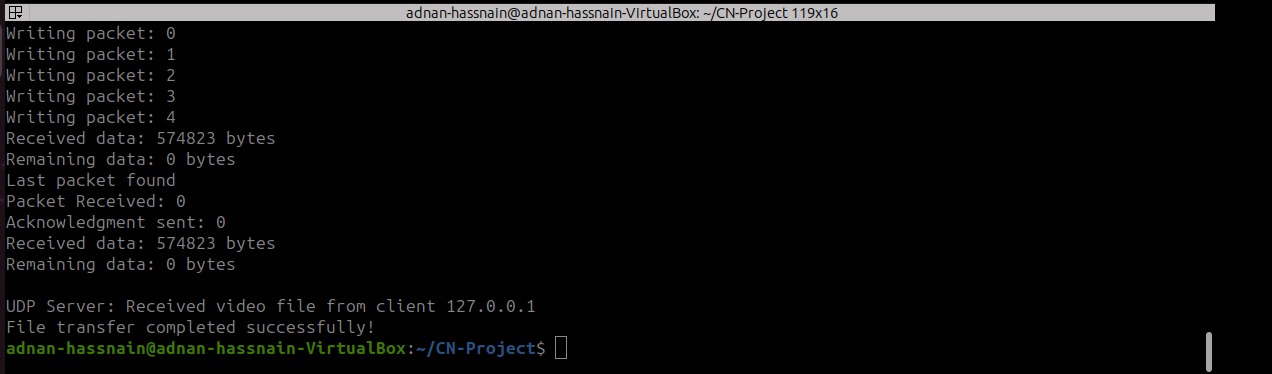 adnan-hassnain@adnan-hassnain-VirtualBox: ~/CN-Project 119x16
Writing packet: 0
Writing packet: 1
Writing packet: 2
Writing packet: 3
Writing packet: 4
Received data: 574823 bytes
Remaining data: 0 bytes
Last packet found
Packet Received: 0
Acknowledgment sent: 0
Received data: 574823 bytes
Remaining data: 0 bytes

UDP Server: Received video file from client 127.0.0.1
File transfer completed successfully!
adnan-hassnain@adnan-hassnain-VirtualBox:~/CN-Project$